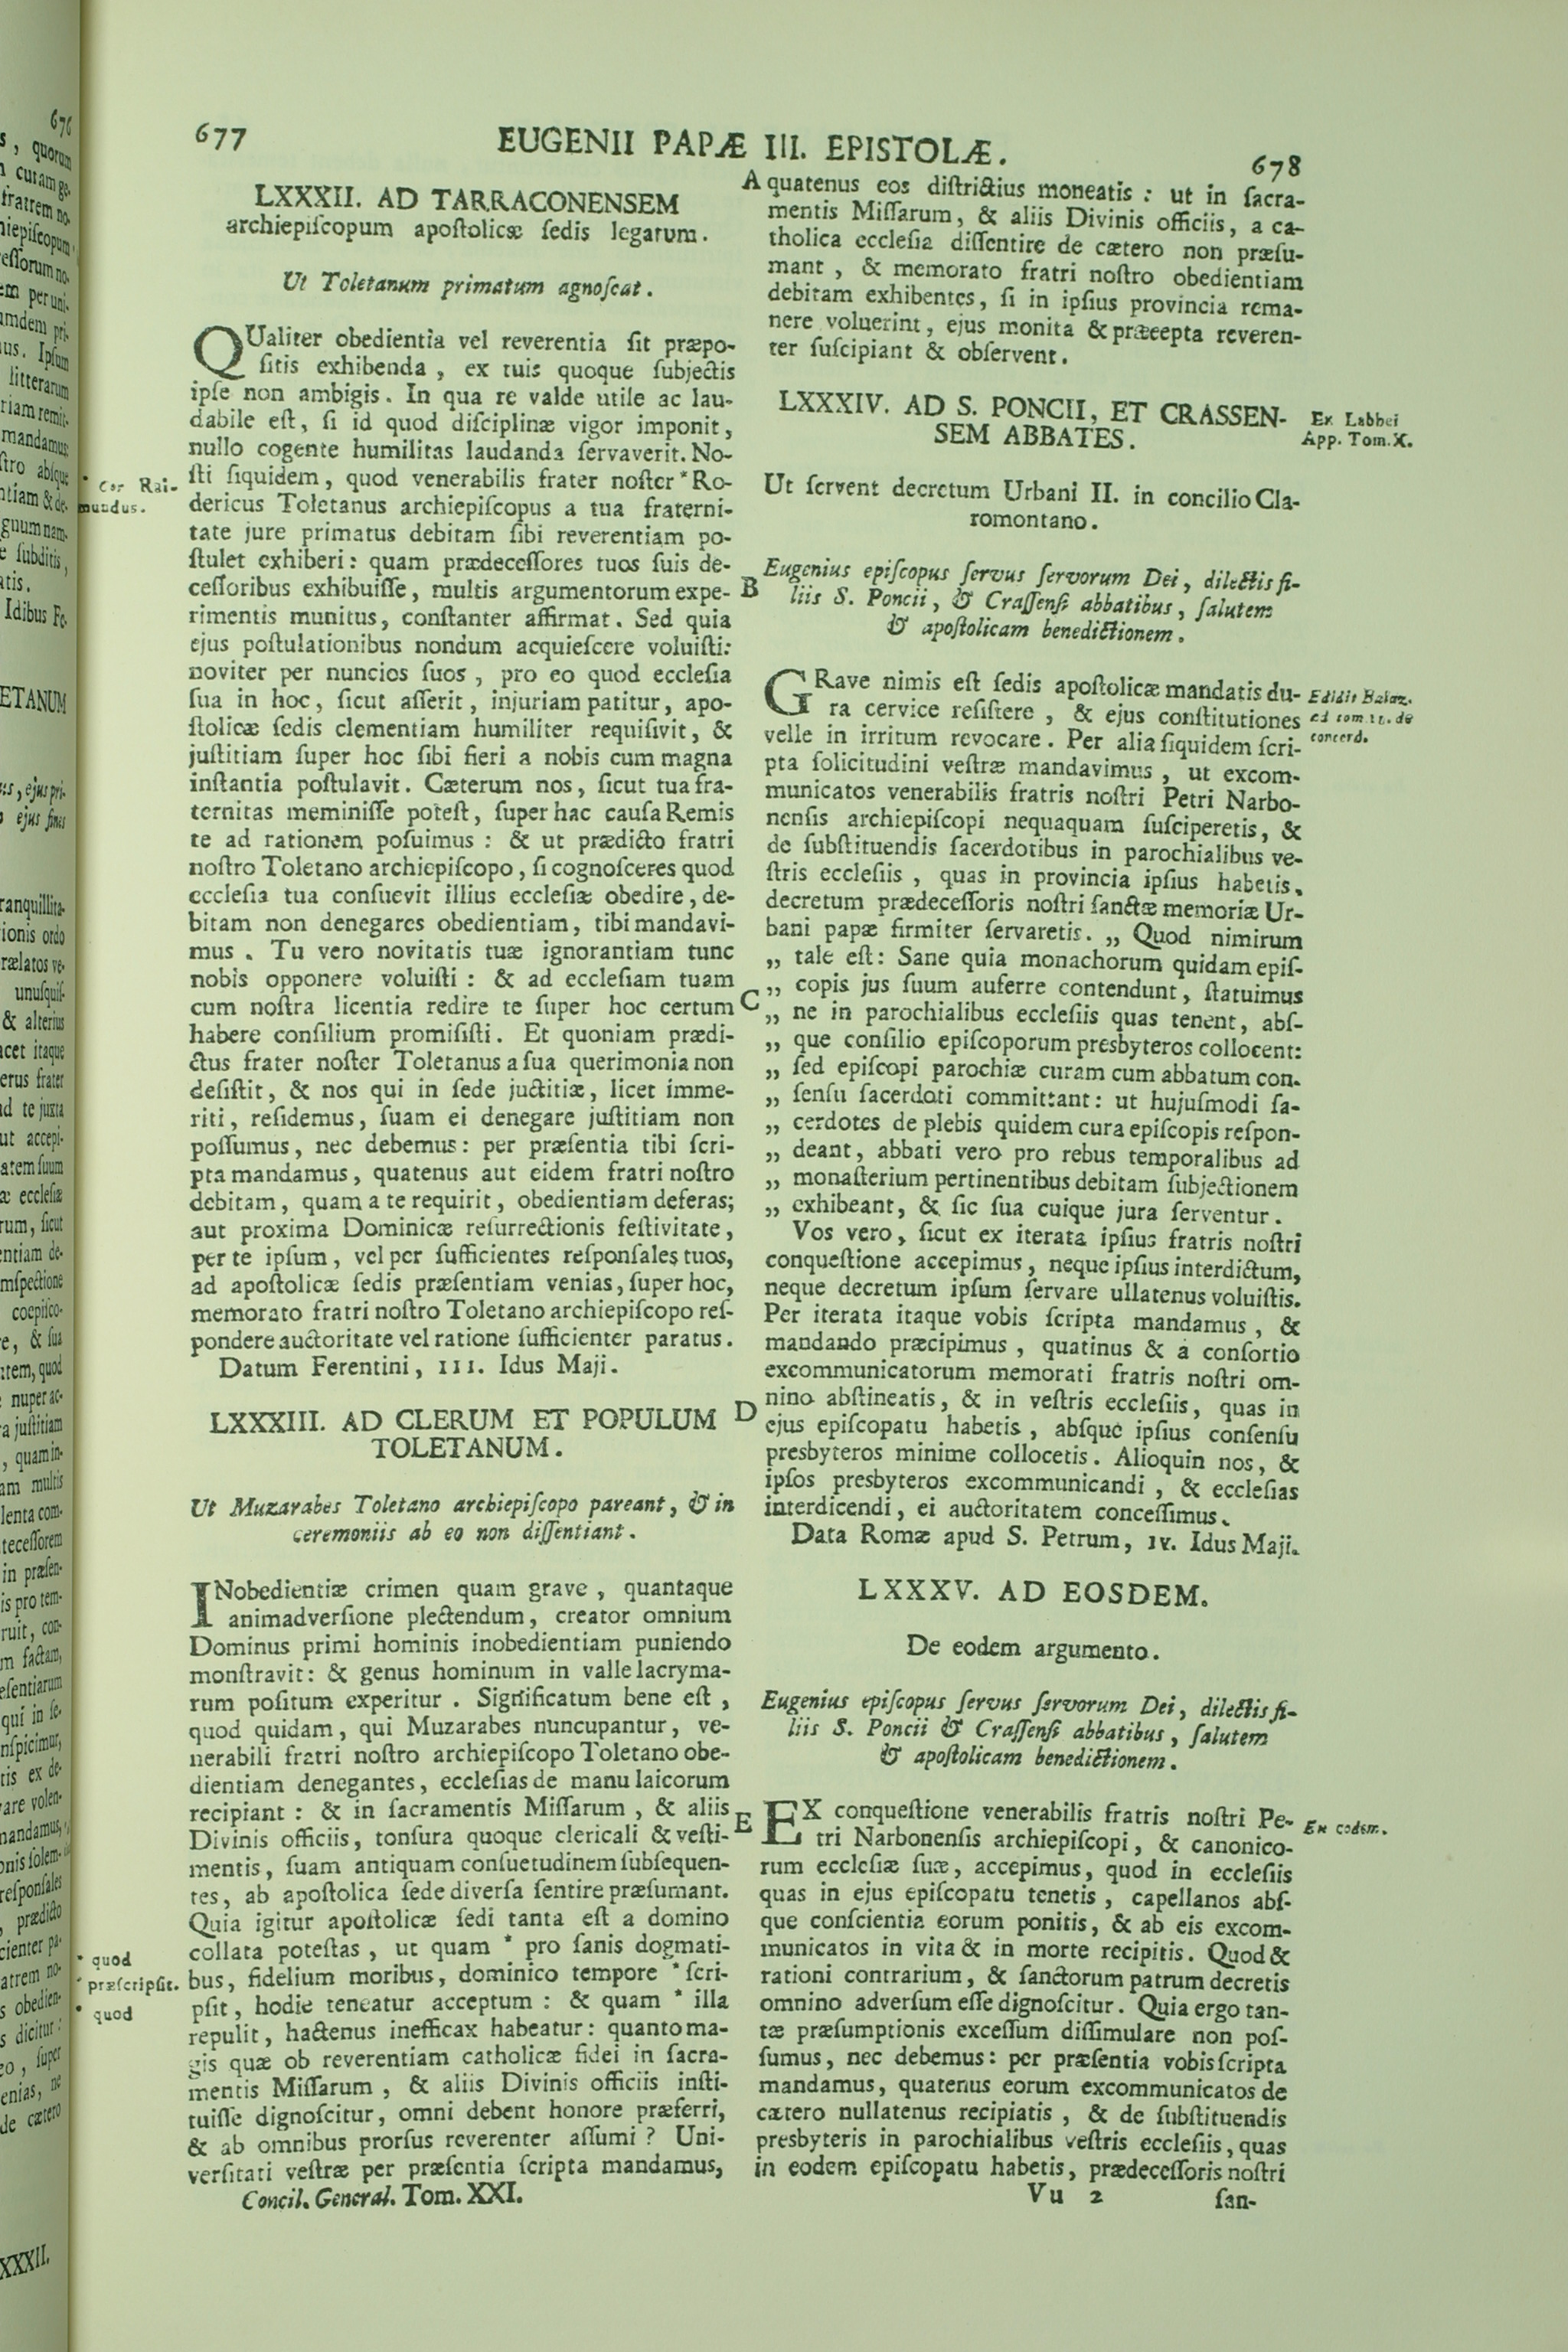 677
EUGENII PAPÆ III. EPISTOLÆ.
678
LXXXII. AD TARRACONENSEM
archiepiſcopum apoſtolicæ ſedis legatum.
Ut Toletanum primatum agnoſcat.
QUaliter obedientia vel reverentia ſit præpo-
ſitis exhibenda, ex tuis quoque ſubjectis
ipſe non ambigis. In qua re valde utile ac lau-
dabile eſt, ſi id quod diſciplinæ vigor imponit,
nullo cogente humilitas laudanda ſervaverit. No-
ſti ſiquidem, quod venerabilis frater noſter * Ro-
dericus Toletanus archiepiſcopus a tua fraterni-
tate jure primatus debitam ſibi reverentiam po-
ſtulet exhiberi: quam prædeceſſores tuos ſuis de-
ceſſoribus exhibuiſſe, multis argumentorum expe-
rimentis munitus, conſtanter affirmat. Sed quia
ejus poſtulationibus nondum acquieſcere voluiſti:
noviter per nuncios ſuos, pro eo quod eccleſia
ſua in hoc, ſicut aſſerit, injuriam patitur, apo-
ſtolicæ ſedis clementiam humiliter requiſivit, &
juſtitiam ſuper hoc ſibi fieri a nobis cum magna
inſtantia poſtulavit. Cæterum nos, ſicut tua fra-
ternitas meminiſſe poteſt, ſuper hac cauſa Remis
te ad rationem poſuimus: & ut prædicto fratri
noſtro Toletano archiepiſcopo, ſi cognoſceres quod
eccleſia tua conſuevit illius eccleſiæ obedire, de-
bitam non denegares obedientiam, tibi mandavi-
mus. Tu vero novitatis tuæ ignorantiam tunc
nobis opponere voluiſti: & ad eccleſiam tuam
cum noſtra licentia redire te ſuper hoc certum
habere conſilium promiſiſti. Et quoniam prædi-
ctus frater noſter Toletanus a ſua querimonia non
deſiſtit, & nos qui in ſede juctitiæ, licet imme-
riti, reſidemus, ſuam ei denegare juſtitiam non
poſſumus, nec debemus: per præſentia tibi ſcri-
pta mandamus, quatenus aut eidem fratri noſtro
debitam, quam a te requirit, obedientiam deferas;
aut proxima Dominicæ reſurrectionis feſtivitate,
per te ipſum, vel per ſufficientes reſponſales tuos,
ad apoſtolicæ ſedis præſentiam venias, ſuper hoc,
memorato fratri noſtro Toletano archiepiſcopo reſ-
pondere auctoritate vel ratione ſufficienter paratus.
Datum Ferentini, III. Idus Maji.
* Cor Rai-
mundus.
LXXXIII. AD CLERUM ET POPULUM
TOLETANUM.
Ut Muzarabes Toletano archiepiſcopo pareant, & in
ceremoniis ab eo non diſſentiant.
INobedientiæ crimen quam grave, quantaque
animadverſione plectendum, creator omnium
Dominus primi hominis inobedientiam puniendo
monſtravit: & genus hominum in valle lacryma-
rum poſitum experitur. Significatum bene eſt,
quod quidam, qui Muzarabes nuncupantur, ve-
nerabili fratri noſtro archiepiſcopo Toletano obe-
dientiam denegantes, eccleſias de manu laicorum
recipiant: & in ſacramentis Miſſarum, & aliis
Divinis officiis, tonſura quoque clericali & veſti-
mentis, ſuam antiquam conſuetudinem ſubſequen-
tes, ab apoſtolica ſede diverſa ſentire præſumant.
Quia igitur apoſtolicæ ſedi tanta eſt a domino
collata poteſtas, ut quam * pro ſanis dogmati-
bus, fidelium moribus, dominico tempore * ſcri-
pſit, hodie teneatur acceptum: & quam * illa
repulit, hactenus inefficax habeatur: quanto ma-
gis quæ ob reverentiam catholicæ fidei in ſacra-
mentis Miſſarum, & aliis Divinis officiis inſti-
tuiſſe dignoſcitur, omni debent honore præferri,
& ab omnibus prorſus reverenter aſſumi? Uni-
verſitati veſtræ per præſentia ſcripta mandamus,
* quod
* præſcripſit.
* quod
Concil. General. Tom. XXI.
A
quatenus eos diſtrictius moneatis: ut in ſacra-
mentis Miſſarum, & aliis Divinis officiis, a ca-
tholica eccleſia diſſentire de cætero non præſu-
mant, & memorato fratri noſtro obedientiam
debitam exhibentes, ſi in ipſius provincia rema-
nere voluerint, ejus monita & præcepta reveren-
ter ſuſcipiant & obſervent.
LXXXIV. AD S. PONCII, ET CRASSEN-
SEM ABBATES.
Ex Labbei
App. Tom. X.
Ut ſervent decretum Urbani II. in concilio Cla-
romontano.
B
Eugenius epiſcopus ſervus ſervorum Dei, dilectis fi-
liis S. Poncii, & Craſſenſi abbatibus, ſalutem
& apoſtolicam benedictionem.
GRave nimis eſt ſedis apoſtolicæ mandatis du-
ra cervice reſiſtere, & ejus conſtitutiones
velle in irritum revocare. Per alia ſiquidem ſcri-
pta ſolicitudini veſtræ mandavimus, ut excom-
municatos venerabilis fratris noſtri Petri Narbo-
nenſis archiepiſcopi nequaquam ſuſciperetis, &
de ſubſtituendis ſacerdotibus in parochialibus ve-
ſtris eccleſiis, quas in provincia ipſius habetis,
decretum prædeceſſoris noſtri ſanctæ memoriæ Ur-
bani papæ firmiter ſervaretis. „ Quod nimirum
„ tale eſt: Sane quia monachorum quidam epiſ-
„ copis jus ſuum auferre contendunt, ſtatuimus
C
„ ne in parochialibus eccleſiis quas tenent, abſ-
„ que conſilio epiſcoporum presbyteros collocent:
„ ſed epiſcopi parochiæ curam cum abbatum con-
„ ſenſu ſacerdoti committant: ut hujuſmodi ſa-
„ cerdotes de plebis quidem cura epiſcopis reſpon-
„ deant, abbati vero pro rebus temporalibus ad
„ monaſterium pertinentibus debitam ſubjectionem
„ exhibeant, & ſic ſua cuique jura ſerventur.
Vos vero, ſicut ex iterata ipſius fratris noſtri
conqueſtione accepimus, neque ipſius interdictum,
neque decretum ipſum ſervare ullatenus voluiſtis.
Per iterata itaque vobis ſcripta mandamus, &
mandando præcipimus, quatinus & a conſortio
excommunicatorum memorati fratris noſtri om-
D
nino abſtineatis, & in veſtris eccleſiis, quas in
ejus epiſcopatu habetis, abſque ipſius conſenſu
presbyteros minime collocetis. Alioquin nos, &
ipſos presbyteros excommunicandi, & eccleſias
interdicendi, ei auctoritatem conceſſimus.
Data Romæ apud S. Petrum, IV. Idus Maji.
Edidit Baluz.
concord.
LXXXV. AD EOSDEM.
De eodem argumento.
Eugenius epiſcopus ſervus ſervorum Dei, dilectis fi-
liis S. Poncii & Craſſenſi abbatibus, ſalutem
& apoſtolicam benedictionem.
E
EX conqueſtione venerabilis fratris noſtri Pe-
tri Narbonenſis archiepiſcopi, & canonico-
rum eccleſiæ ſuæ, accepimus, quod in eccleſiis
quas in ejus epiſcopatu tenetis, capellanos abſ-
que conſcientia eorum ponitis, & ab eis excom-
municatos in vita & in morte recipitis. Quod &
rationi contrarium, & ſanctorum patrum decretis
omnino adverſum eſſe dignoſcitur. Quia ergo tan-
tæ præſumptionis exceſſum diſſimulare non poſ-
ſumus, nec debemus: per præſentia vobis ſcripta
mandamus, quatenus eorum excommunicatos de
cætero nullatenus recipiatis, & de ſubſtituendis
presbyteris in parochialibus veſtris eccleſiis, quas
in eodem epiſcopatu habetis, prædeceſſoris noſtri
Ex eodem.
Vu 2
ſan-